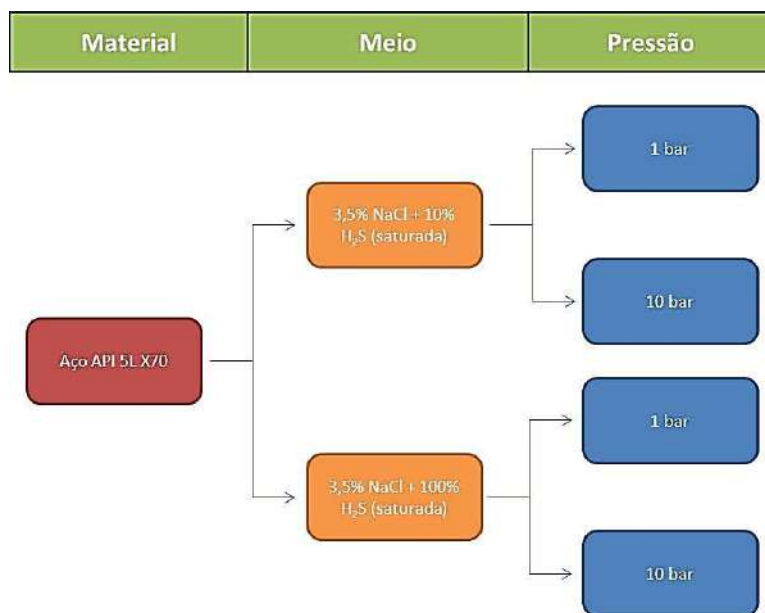 Material
Meio
Pressão
1 bar
3,5% NaCl + 10%
H₂S (saturada)
10 bar
Aço API 5L X70
1 bar
3,5% NaCl + 100%
H₂S (saturada)
10 bar